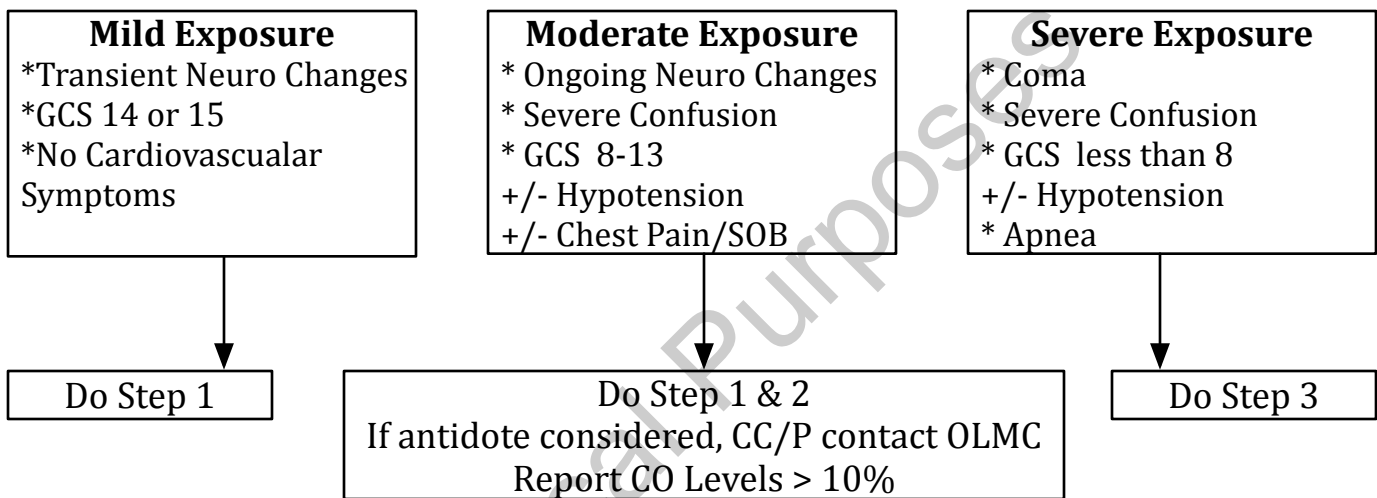 Mild Exposure
*Transient Neuro Changes
*GCS 14 or 15
*No Cardiovascualar
Symptoms
Moderate Exposure
* Ongoing Neuro Changes
* Severe Confusion
* GCS 8-13
+/- Hypotension
+/- Chest Pain/SOB
Severe Exposure
* Coma
* Severe Confusion
* GCS less than 8
+/- Hypotension
* Apnea
Do Step 1
Do Step 1 & 2
If antidote considered, CC/P contact OLMC
Report CO Levels > 10%
Do Step 3
al Purposes